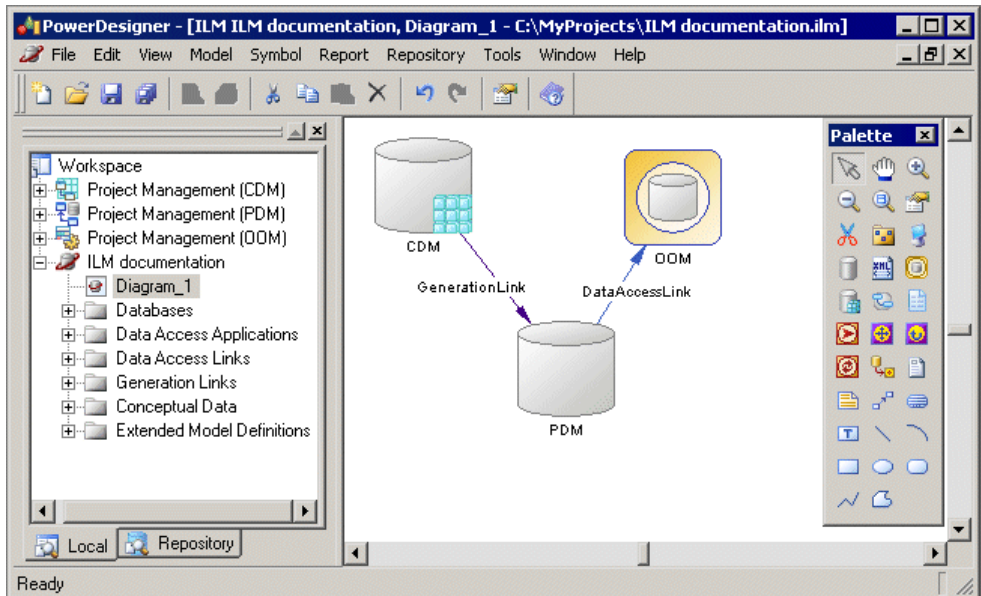 PowerDesigner - [ILM ILM documentation, Diagram_1 - C:\MyProjects\ILM documentation.ilm]
File Edit View Model Symbol Report Repository Tools Window Help
Workspace
Project Management (CDM)
Project Management (PDM)
Project Management (OOM)
ILM documentation
Diagram_1
Databases
Data Access Applications
Data Access Links
Generation Links
Conceptual Data
Extended Model Definitions
Local Repository
CDM
OOM
GenerationLink
DataAccessLink
PDM
Palette
XML
T
Ready